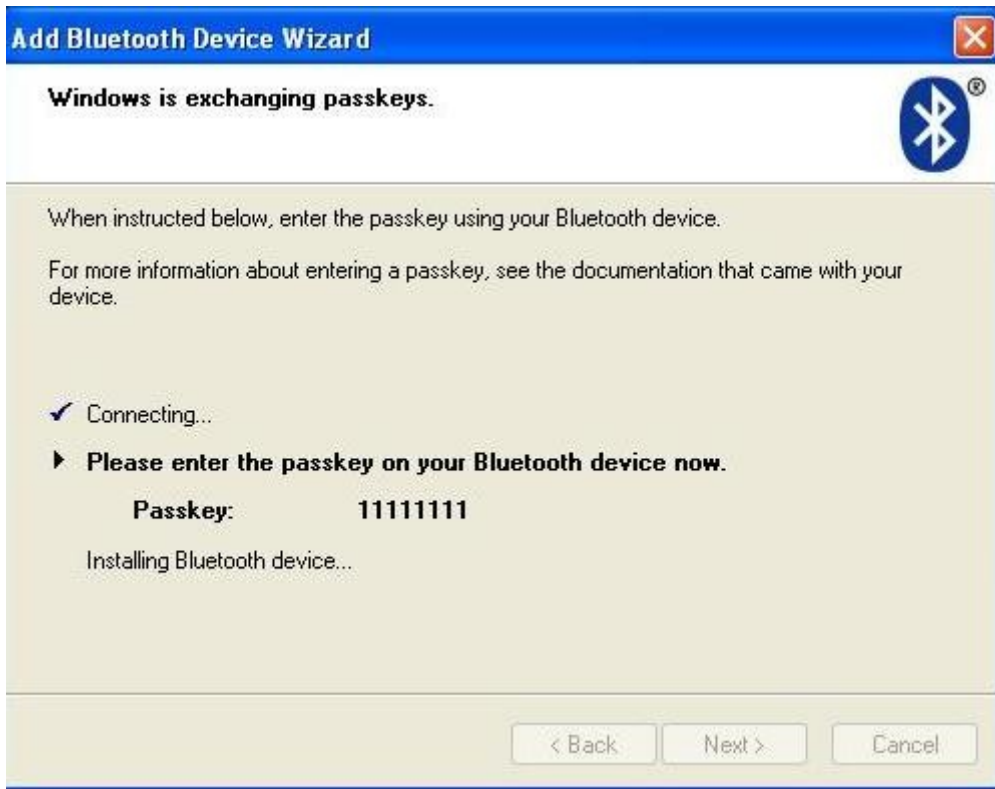 Add Bluetooth Device Wizard
Windows is exchanging passkeys.
®
When instructed below, enter the passkey using your Bluetooth device.
For more information about entering a passkey, see the documentation that came with your
device.
Connecting...
Please enter the passkey on your Bluetooth device now.
Passkey: 11111111
Installing Bluetooth device...
< Back Next > Cancel